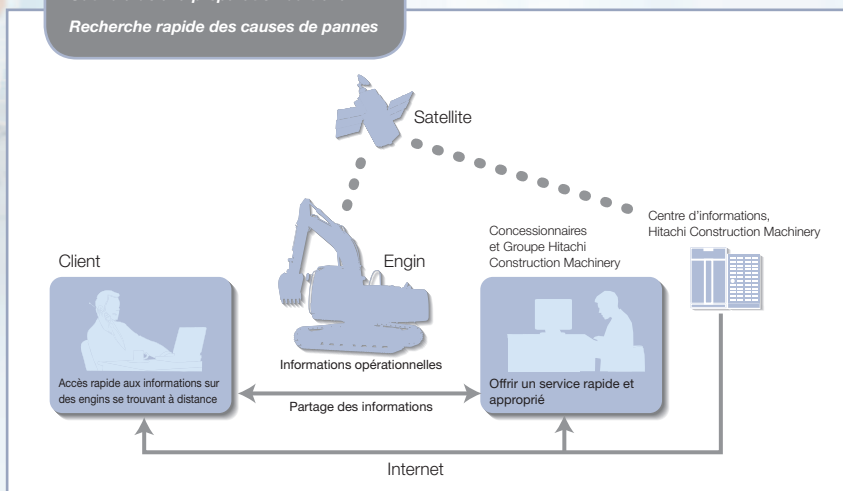 Recherche rapide des causes de pannes
Satellite
Centre d'informations,
Hitachi Construction Machinery
Concessionnaires
et Groupe Hitachi
Construction Machinery
Client
Engin
Informations opérationnelles
Accès rapide aux informations sur
des engins se trouvant à distance
Offrir un service rapide et
approprié
Partage des informations
Internet